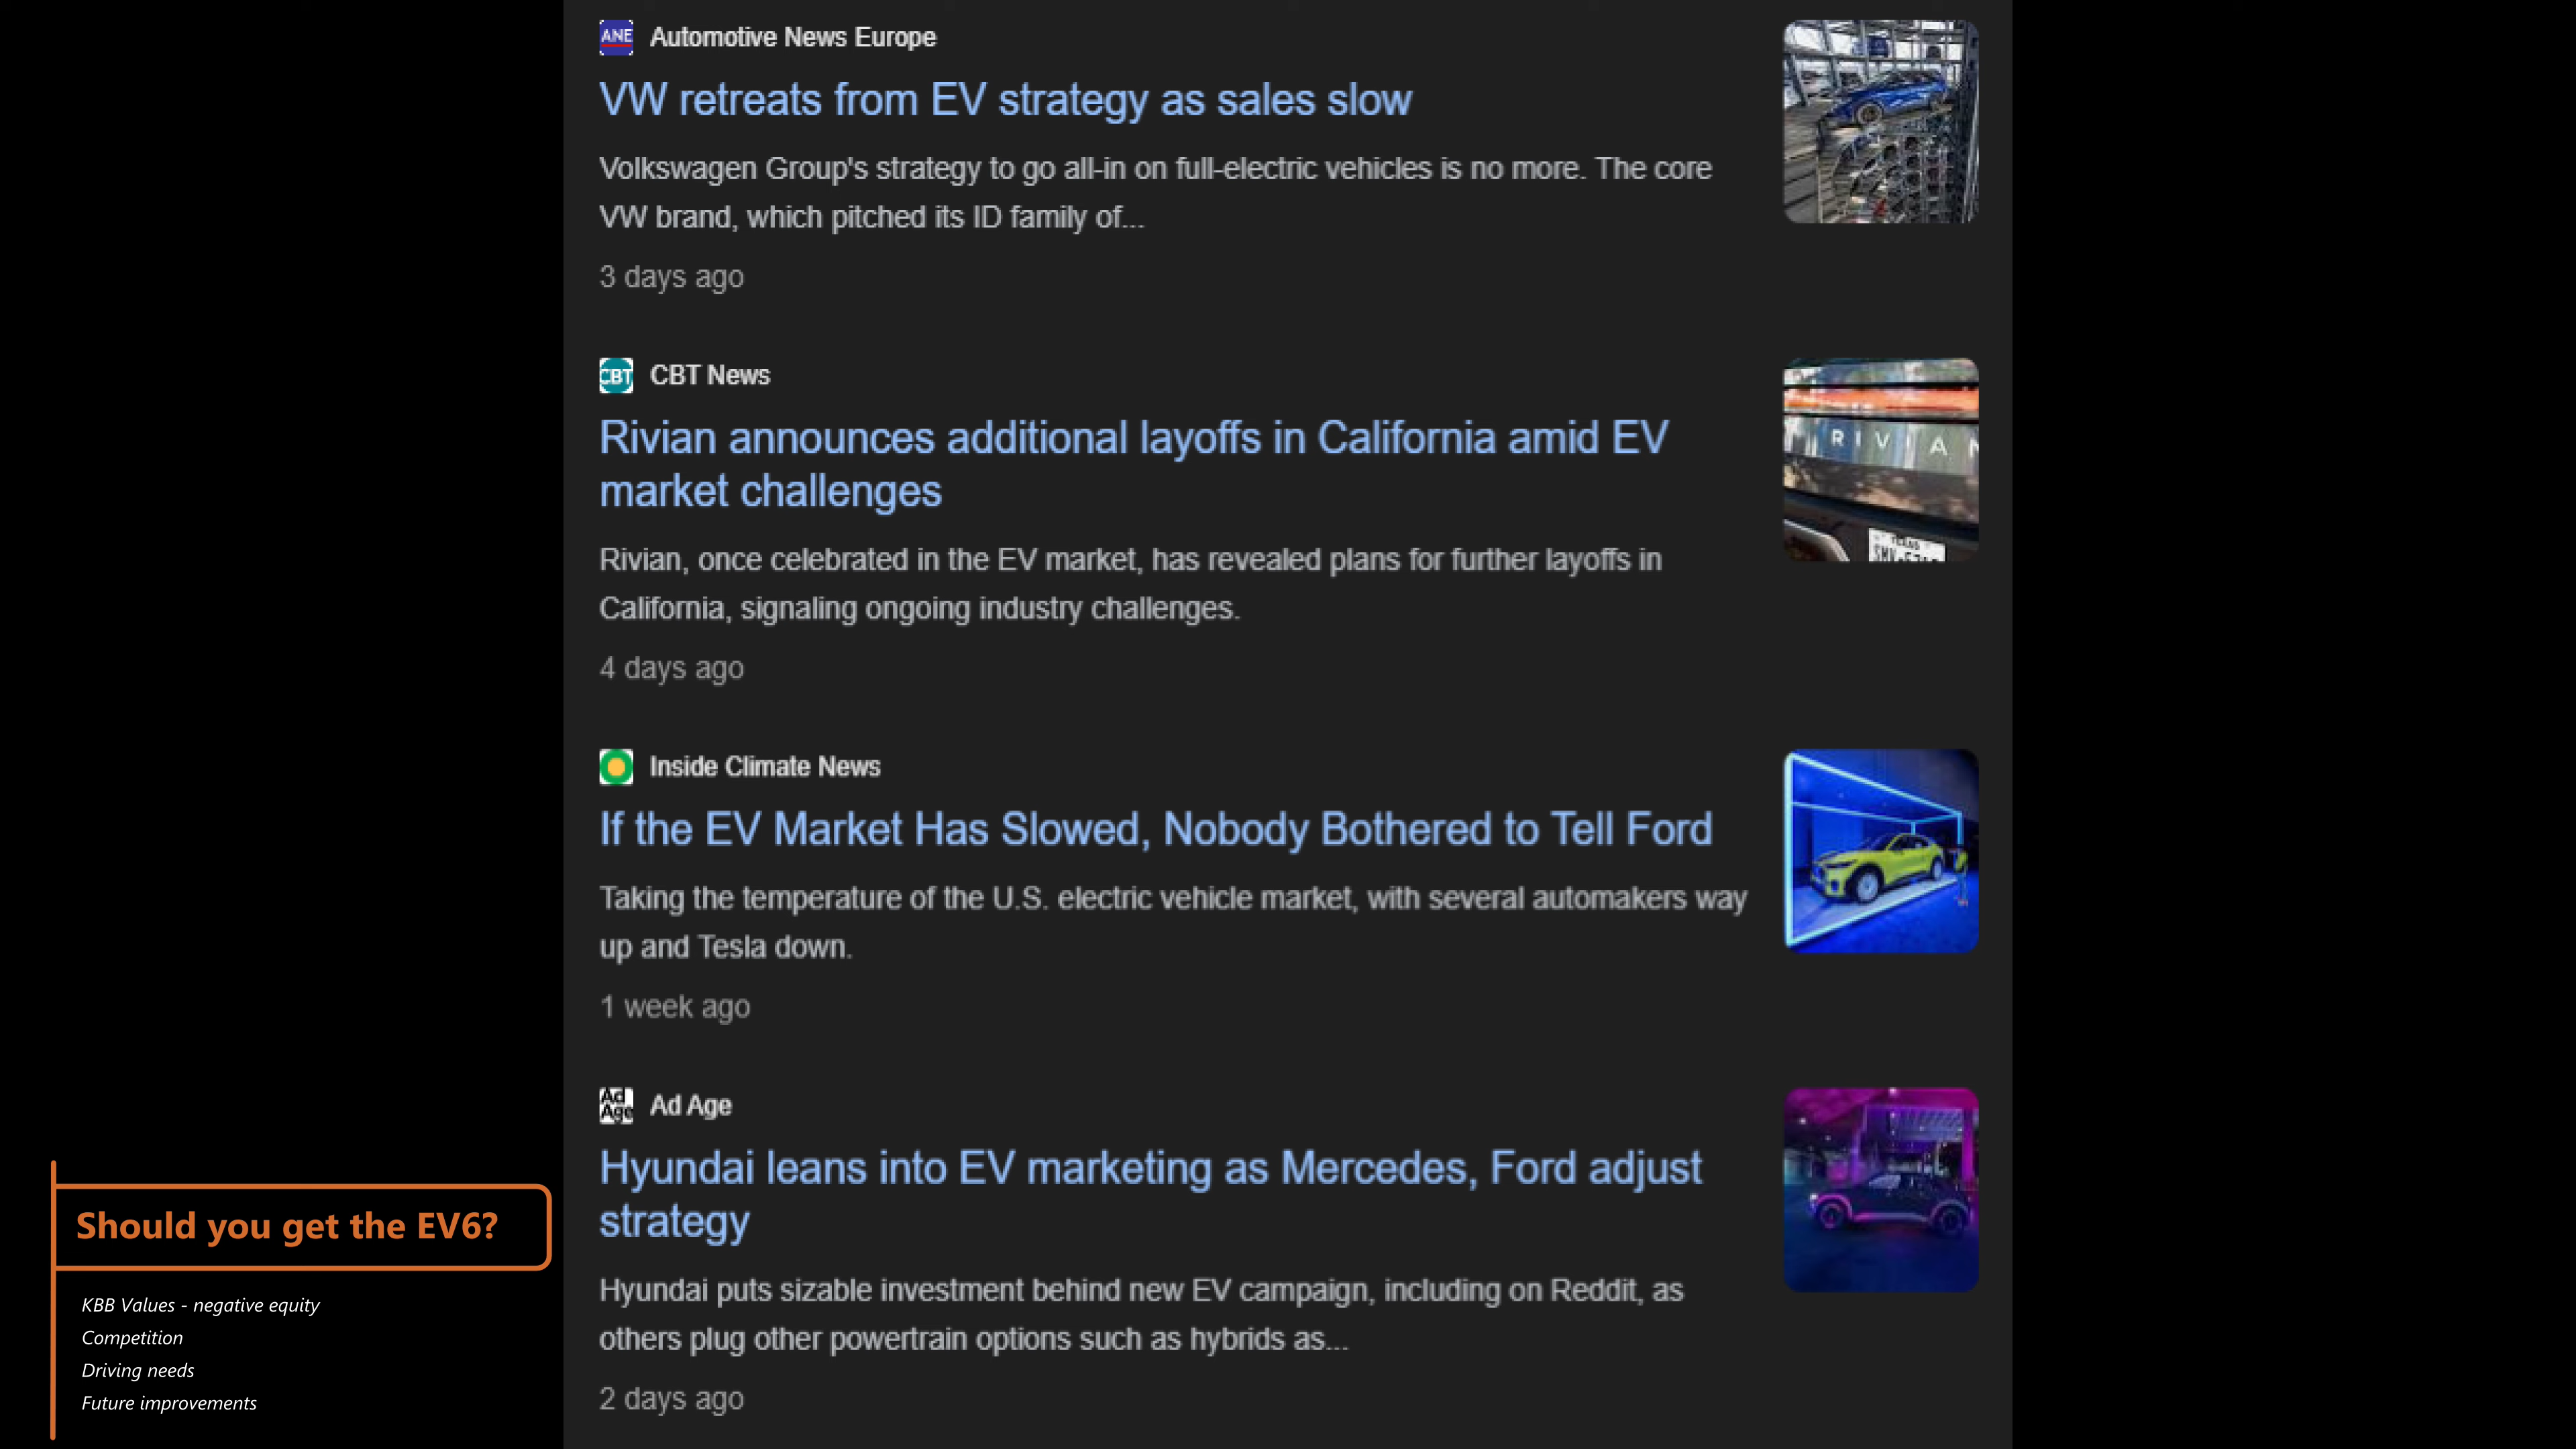 ANE Automotive News Europe
VW retreats from EV strategy as sales slow
Volkswagen Group's strategy to go all-in on full-electric vehicles is no more. The core
VW brand, which pitched its ID family of...
3 days ago
CBT CBT News
Rivian announces additional layoffs in California amid EV
market challenges
Rivian, once celebrated in the EV market, has revealed plans for further layoffs in
California, signaling ongoing industry challenges.
4 days ago
RIVIAN
TEXAS
Inside Climate News
If the EV Market Has Slowed, Nobody Bothered to Tell Ford
Taking the temperature of the U.S. electric vehicle market, with several automakers way
up and Tesla down.
1 week ago
Ad Age Ad Age
Hyundai leans into EV marketing as Mercedes, Ford adjust
strategy
Hyundai puts sizable investment behind new EV campaign, including on Reddit, as
others plug other powertrain options such as hybrids as...
2 days ago
Should you get the EV6?
KBB Values - negative equity
Competition
Driving needs
Future improvements